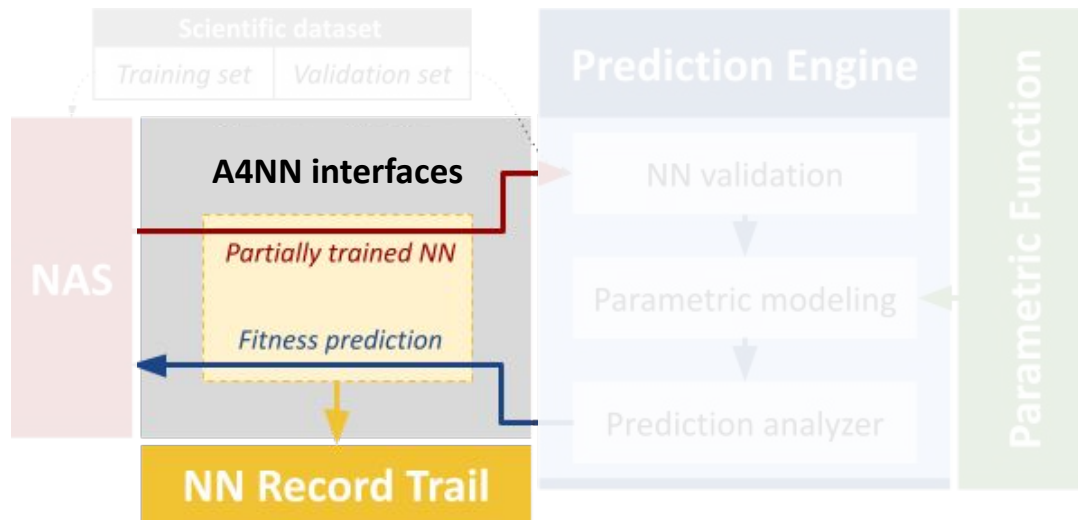 Scientific dataset
Training set
Validation set
Prediction Engine
Parametric Function
NAS
A4NN interfaces
Partially trained NN
Fitness prediction
NN validation
Parametric modeling
Prediction analyzer
NN Record Trail